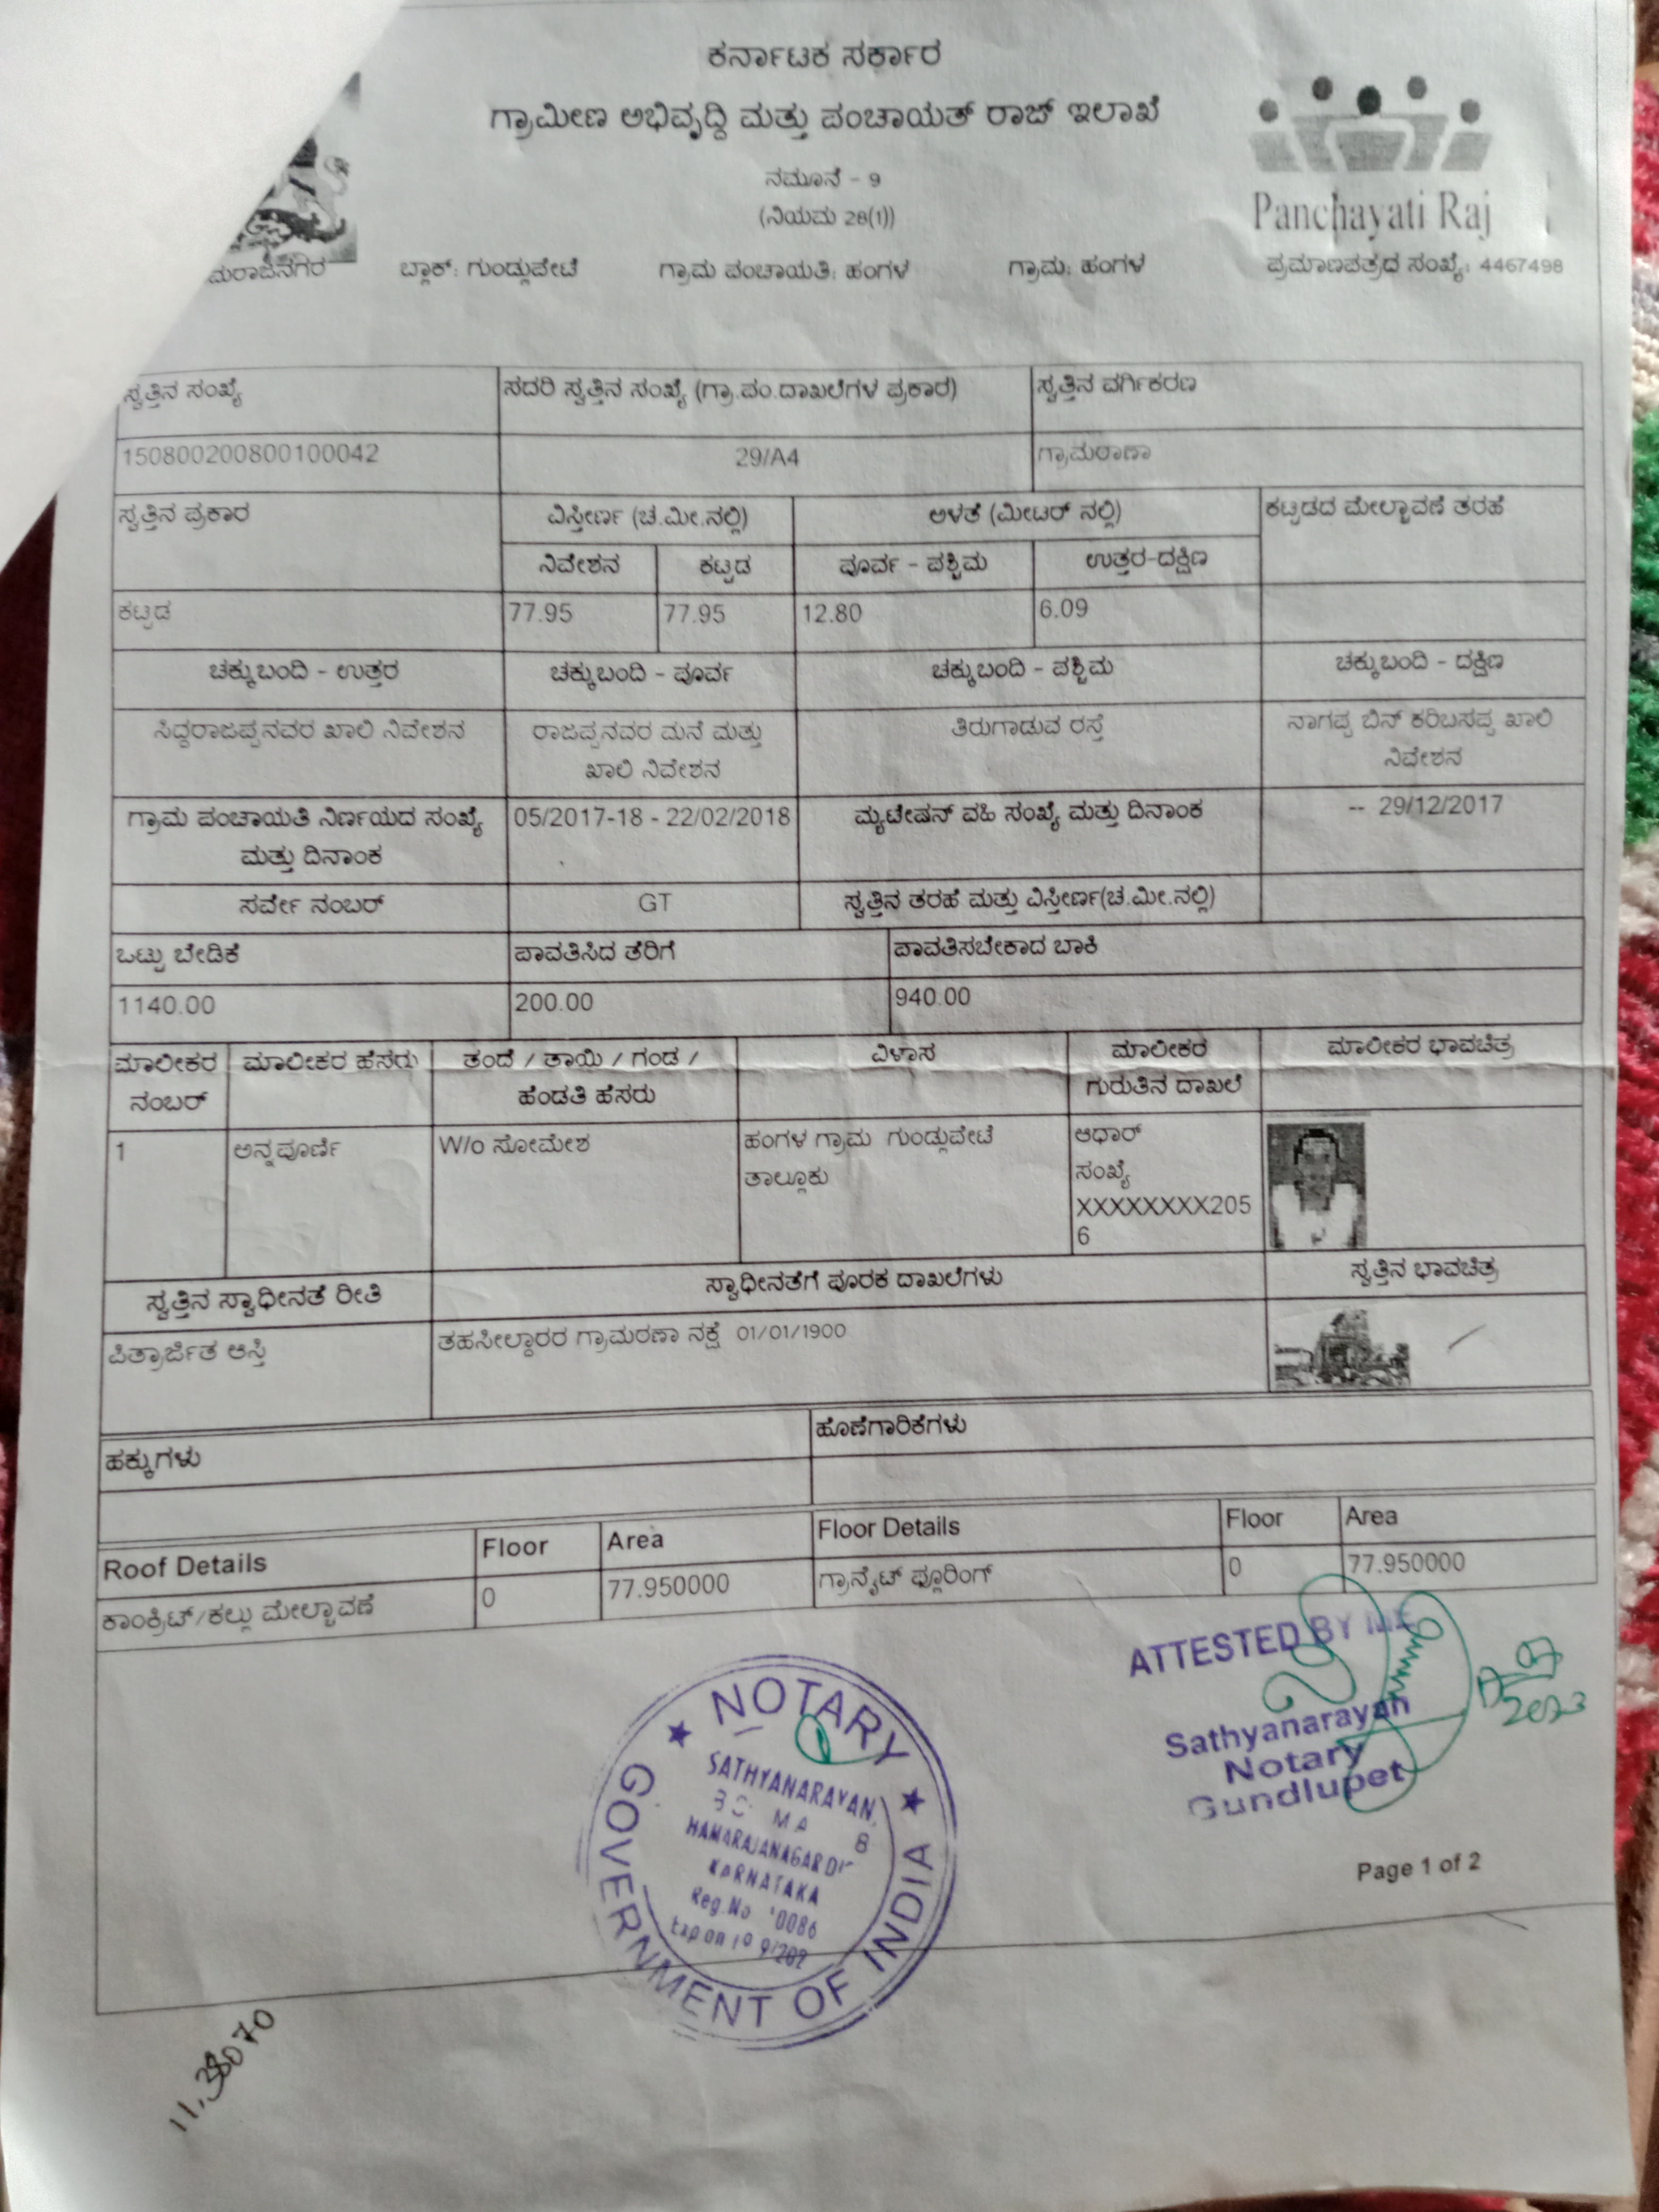 ಕರ್ನಾಟಕ ಸರ್ಕಾರ
ಗ್ರಾಮೀಣ ಅಭಿವೃದ್ಧಿ ಮತ್ತು ಪಂಚಾಯತ್ ರಾಜ್ ಇಲಾಖೆ
ನಮೂನೆ - 9
(ನಿಯಮ 28(1))
Panchayati Raj
ಮರಾಜನಗರ ಬ್ಲಾಕ್: ಗುಂಡ್ಲುಪೇಟೆ ಗ್ರಾಮ ಪಂಚಾಯತಿ: ಹಂಗಳ ಗ್ರಾಮ: ಹಂಗಳ ಪ್ರಮಾಣಪತ್ರದ ಸಂಖ್ಯೆ: 4467498
ಸ್ವತ್ತಿನ ಸಂಖ್ಯೆ ಸದರಿ ಸ್ವತ್ತಿನ ಸಂಖ್ಯೆ (ಗ್ರಾ.ಪಂ.ದಾಖಲೆಗಳ ಪ್ರಕಾರ) ಸ್ವತ್ತಿನ ವರ್ಗೀಕರಣ
150800200800100042 29/A4 ಗ್ರಾಮಠಾಣಾ
ಸ್ವತ್ತಿನ ಪ್ರಕಾರ ವಿಸ್ತೀರ್ಣ (ಚ.ಮೀ.ನಲ್ಲಿ) ಅಳತೆ (ಮೀಟರ್ ನಲ್ಲಿ) ಕಟ್ಟಡದ ಮೇಲ್ಛಾವಣಿ ತರಹೆ
ನಿವೇಶನ ಕಟ್ಟಡ ಪೂರ್ವ - ಪಶ್ಚಿಮ ಉತ್ತರ-ದಕ್ಷಿಣ
ಕಟ್ಟಡ 77.95 77.95 12.80 6.09
ಚಕ್ಕುಬಂದಿ - ಉತ್ತರ ಚಕ್ಕುಬಂದಿ - ಪೂರ್ವ ಚಕ್ಕುಬಂದಿ - ಪಶ್ಚಿಮ ಚಕ್ಕುಬಂದಿ - ದಕ್ಷಿಣ
ಸಿದ್ದರಾಜಪ್ಪನವರ ಖಾಲಿ ನಿವೇಶನ ರಾಜಪ್ಪನವರ ಮನೆ ಮತ್ತು ತಿರುಗಾಡುವ ರಸ್ತೆ ನಾಗಪ್ಪ ಬಿನ್ ಕರಿಬಸಪ್ಪ ಖಾಲಿ
ಖಾಲಿ ನಿವೇಶನ ನಿವೇಶನ
ಗ್ರಾಮ ಪಂಚಾಯತಿ ನಿರ್ಣಯದ ಸಂಖ್ಯೆ 05/2017-18 - 22/02/2018 ಮ್ಯುಟೇಷನ್ ವಹಿ ಸಂಖ್ಯೆ ಮತ್ತು ದಿನಾಂಕ -- 29/12/2017
ಮತ್ತು ದಿನಾಂಕ
ಸರ್ವೇ ನಂಬರ್ GT ಸ್ವತ್ತಿನ ತರಹೆ ಮತ್ತು ವಿಸ್ತೀರ್ಣ(ಚ.ಮೀ.ನಲ್ಲಿ)
ಒಟ್ಟು ಬೇಡಿಕೆ ಪಾವತಿಸಿದ ತೆರಿಗೆ ಪಾವತಿಸಬೇಕಾದ ಬಾಕಿ
1140.00 200.00 940.00
ಮಾಲೀಕರ ಮಾಲೀಕರ ಹೆಸರು ತಂದೆ / ತಾಯಿ / ಗಂಡ / ವಿಳಾಸ ಮಾಲೀಕರ ಮಾಲೀಕರ ಭಾವಚಿತ್ರ
ನಂಬರ್ ಹೆಂಡತಿ ಹೆಸರು ಗುರುತಿನ ದಾಖಲೆ
1 ಅನ್ನಪೂರ್ಣಿ W/o ಸೋಮೇಶ ಹಂಗಳ ಗ್ರಾಮ ಗುಂಡ್ಲುಪೇಟೆ ಆಧಾರ್
ತಾಲ್ಲೂಕು ಸಂಖ್ಯೆ
XXXXXXXX205
6
ಸ್ವತ್ತಿನ ಸ್ವಾಧೀನತೆ ರೀತಿ ಸ್ವಾಧೀನತೆಗೆ ಪೂರಕ ದಾಖಲೆಗಳು ಸ್ವತ್ತಿನ ಭಾವಚಿತ್ರ
ಪಿತ್ರಾರ್ಜಿತ ಆಸ್ತಿ ತಹಸೀಲ್ದಾರರ ಗ್ರಾಮಠಣಾ ನಕ್ಷೆ 01/01/1900
ಹಕ್ಕುಗಳು ಹೊಣೆಗಾರಿಕೆಗಳು
Roof Details Floor Area Floor Details Floor Area
ಕಾಂಕ್ರಿಟ್/ಕಲ್ಲು ಮೇಲ್ಛಾವಣಿ 0 77.950000 ಗ್ರಾನೈಟ್ ಫ್ಲೂರಿಂಗ್ 0 77.950000
ATTESTED BY ME
Sathyanarayan
Notary
Gundlupet
2023
NOTARY
GOVERNMENT OF INDIA
SATHYANARAYAN,
HAMARAJANAGAR
KARNATAKA
Reg.No 0086
Page 1 of 2